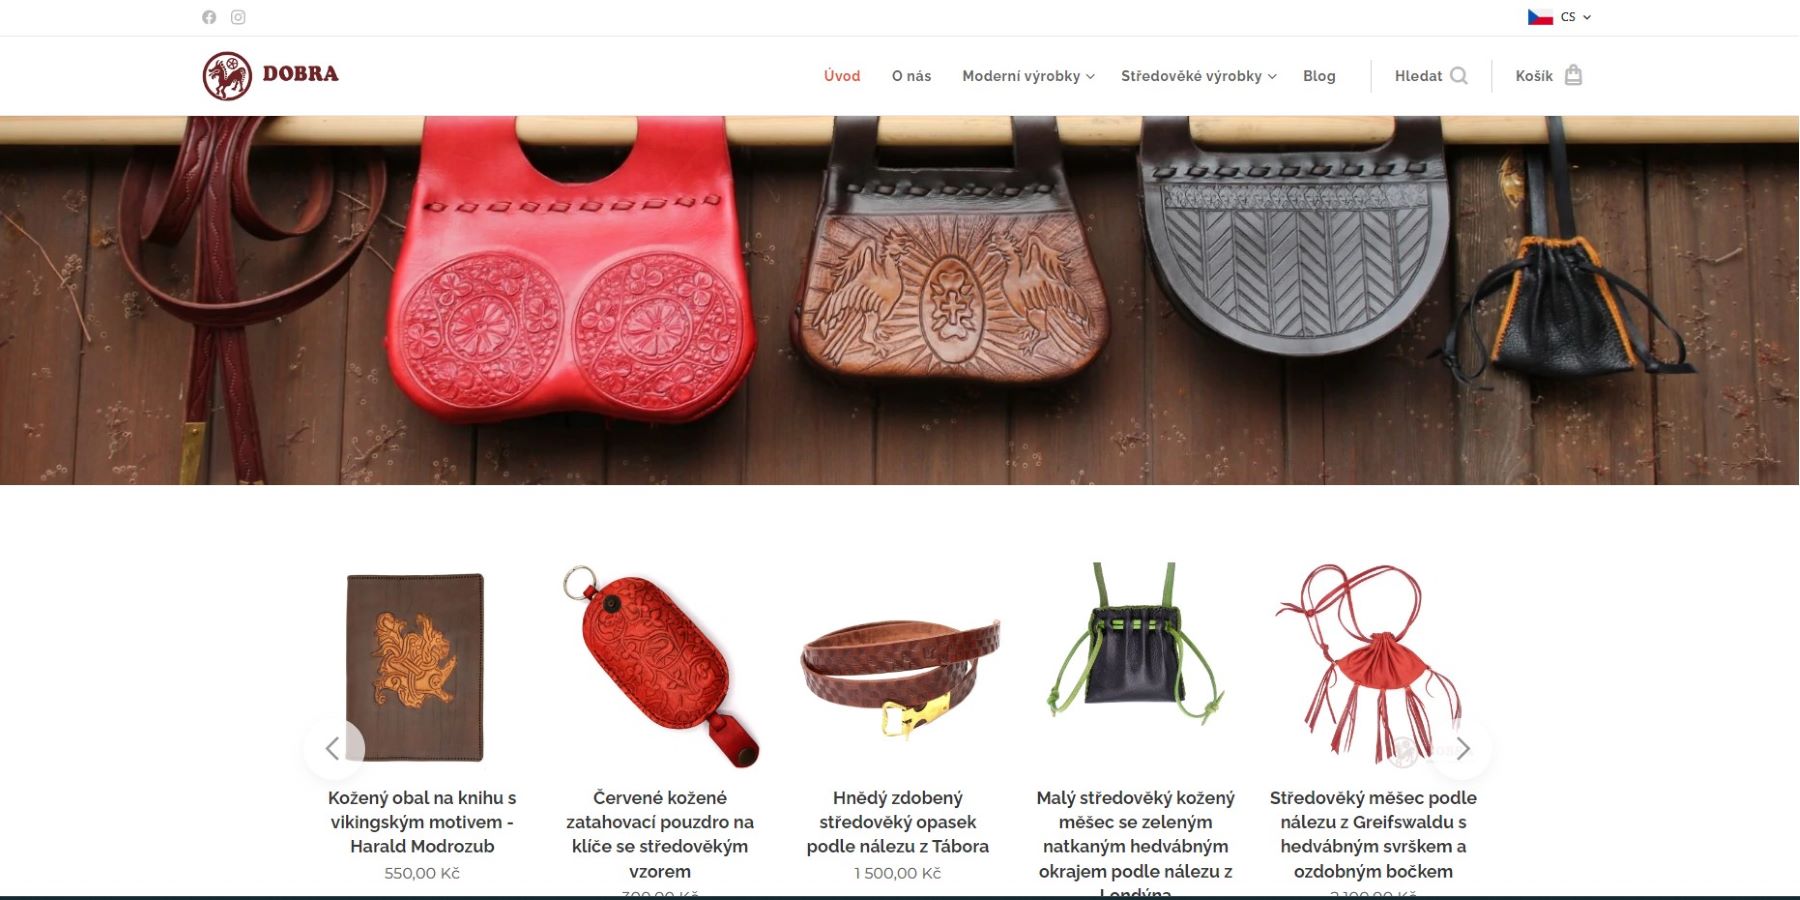 CS
DOBRA
Úvod
O nás
Moderní výrobky
Středověké výrobky
Blog
Hledat
Košík
Kožený obal na knihu s
vikingským motivem -
Harald Modrozub
550,00 Kč
Červené kožené
zatahovací pouzdro na
klíče se středověkým
vzorem
Hnědý zdobený
středověký opasek
podle nálezu z Tábora
1 500,00 Kč
Malý středověký kožený
měšec se zeleným
natkaným hedvábným
okrajem podle nálezu z
Londýna
Středověký měšec podle
nálezu z Greifswaldu s
hedvábným svrškem a
ozdobným bočkem